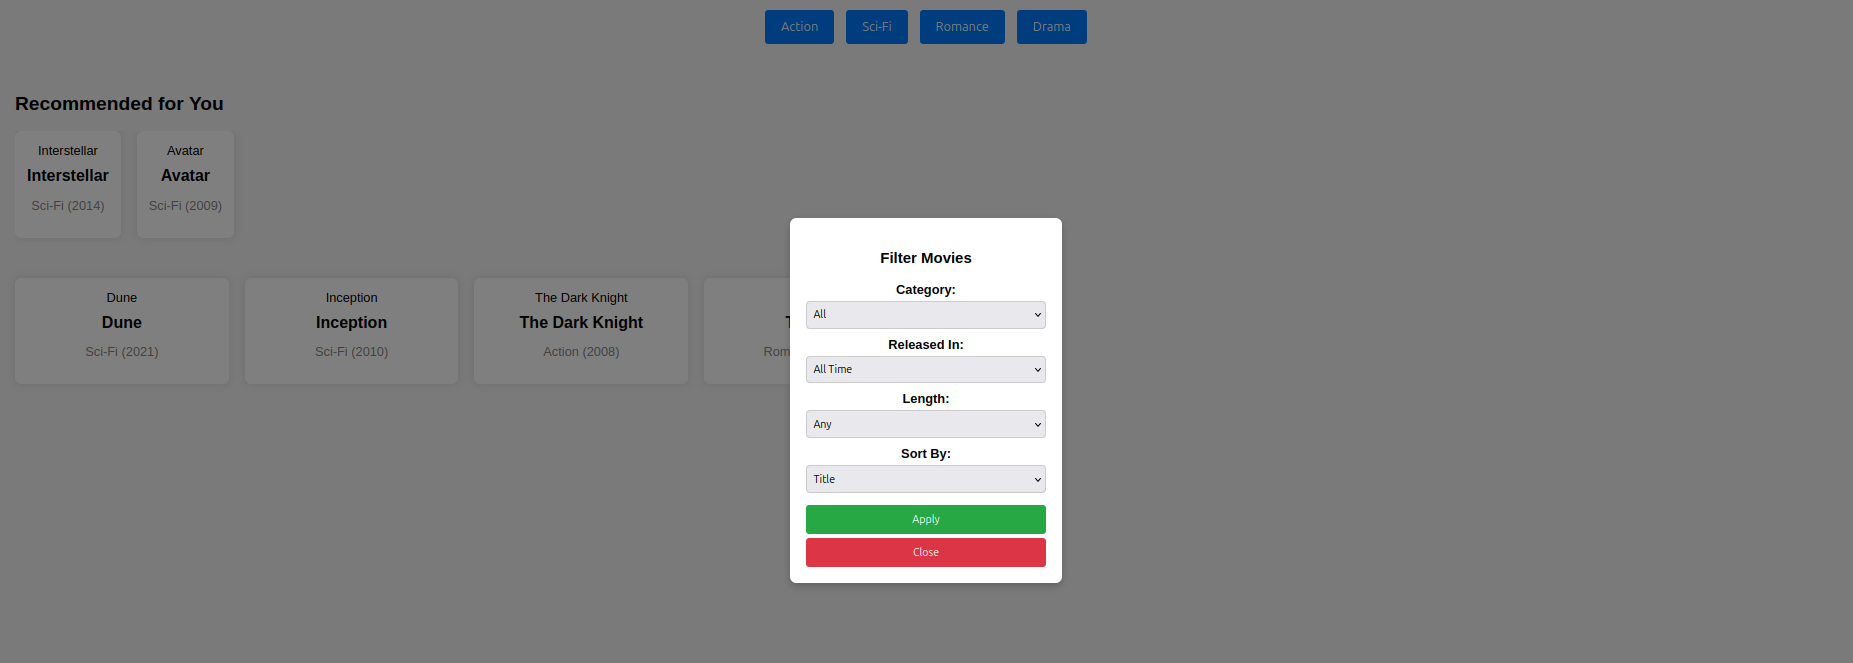 Action Sci-Fi Romance Drama
Recommended for You
Interstellar
Interstellar
Sci-Fi (2014)
Avatar
Avatar
Sci-Fi (2009)
Dune
Dune
Sci-Fi (2021)
Inception
Inception
Sci-Fi (2010)
The Dark Knight
The Dark Knight
Action (2008)
Filter Movies
Category:
All
Released In:
All Time
Length:
Any
Sort By:
Title
Apply
Close